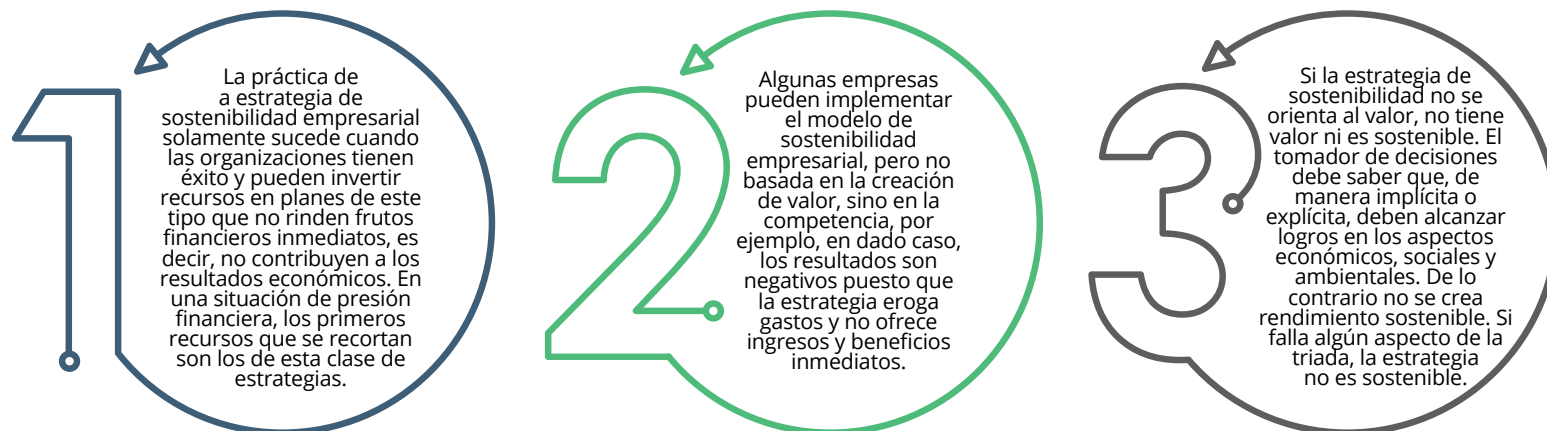 1
La práctica de
a estrategia de
sostenibilidad empresarial
solamente sucede cuando
las organizaciones tienen
éxito y pueden invertir
recursos en planes de este
tipo que no rinden frutos
financieros inmediatos, es
decir, no contribuyen a los
resultados económicos. En
una situación de presión
financiera, los primeros
recursos que se recortan
son los de esta clase de
estrategias.
2
Algunas empresas
pueden implementar
el modelo de
sostenibilidad
empresarial, pero no
basada en la creación
de valor, sino en la
competencia, por
ejemplo, en dado caso,
los resultados son
negativos puesto que
la estrategia eroga
gastos y no ofrece
ingresos y beneficios
inmediatos.
3
Si la estrategia de
sostenibilidad no se
orienta al valor, no tiene
valor ni es sostenible. El
tomador de decisiones
debe saber que, de
manera implícita o
explícita, deben alcanzar
logros en los aspectos
económicos, sociales y
ambientales. De lo
contrario no se crea
rendimiento sostenible. Si
falla algún aspecto de la
triada, la estrategia
no es sostenible.